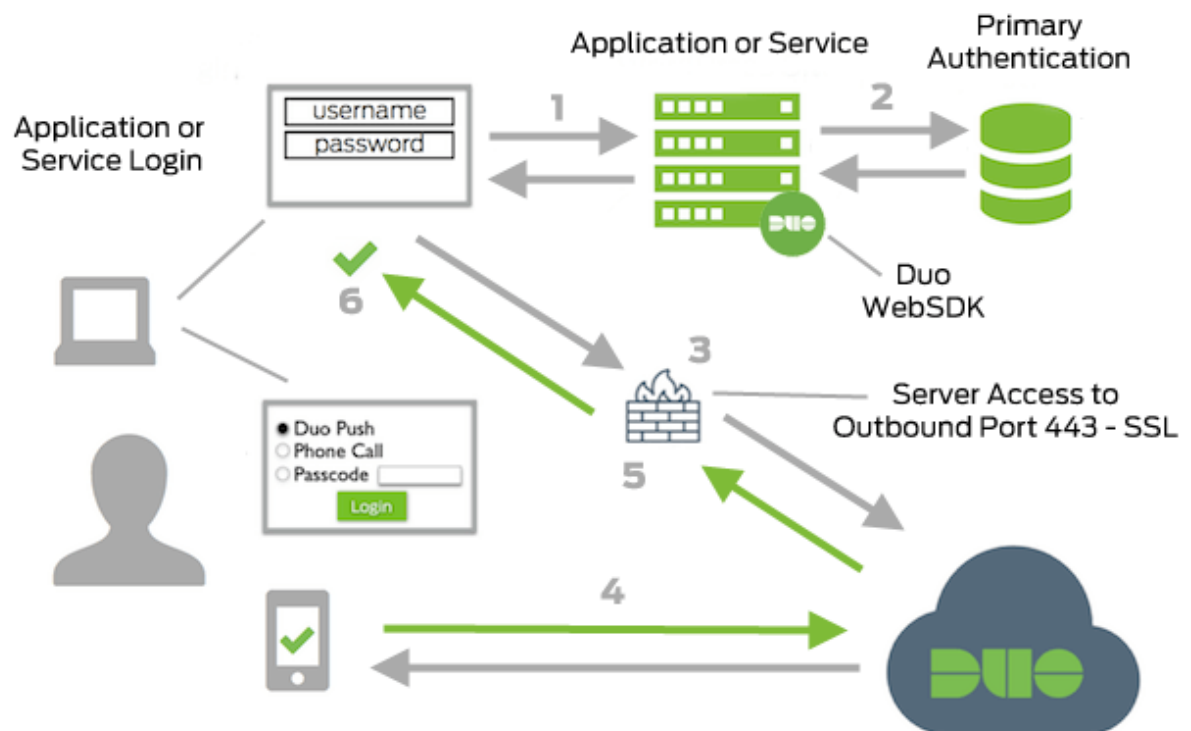 Primary
Authentication
Application or Service
1
2
username
password
Application or
Service Login
DUO
Duo
WebSDK
6
3
Server Access to
Outbound Port 443 - SSL
Duo Push
Phone Call
Passcode
Login
5
4
DUO